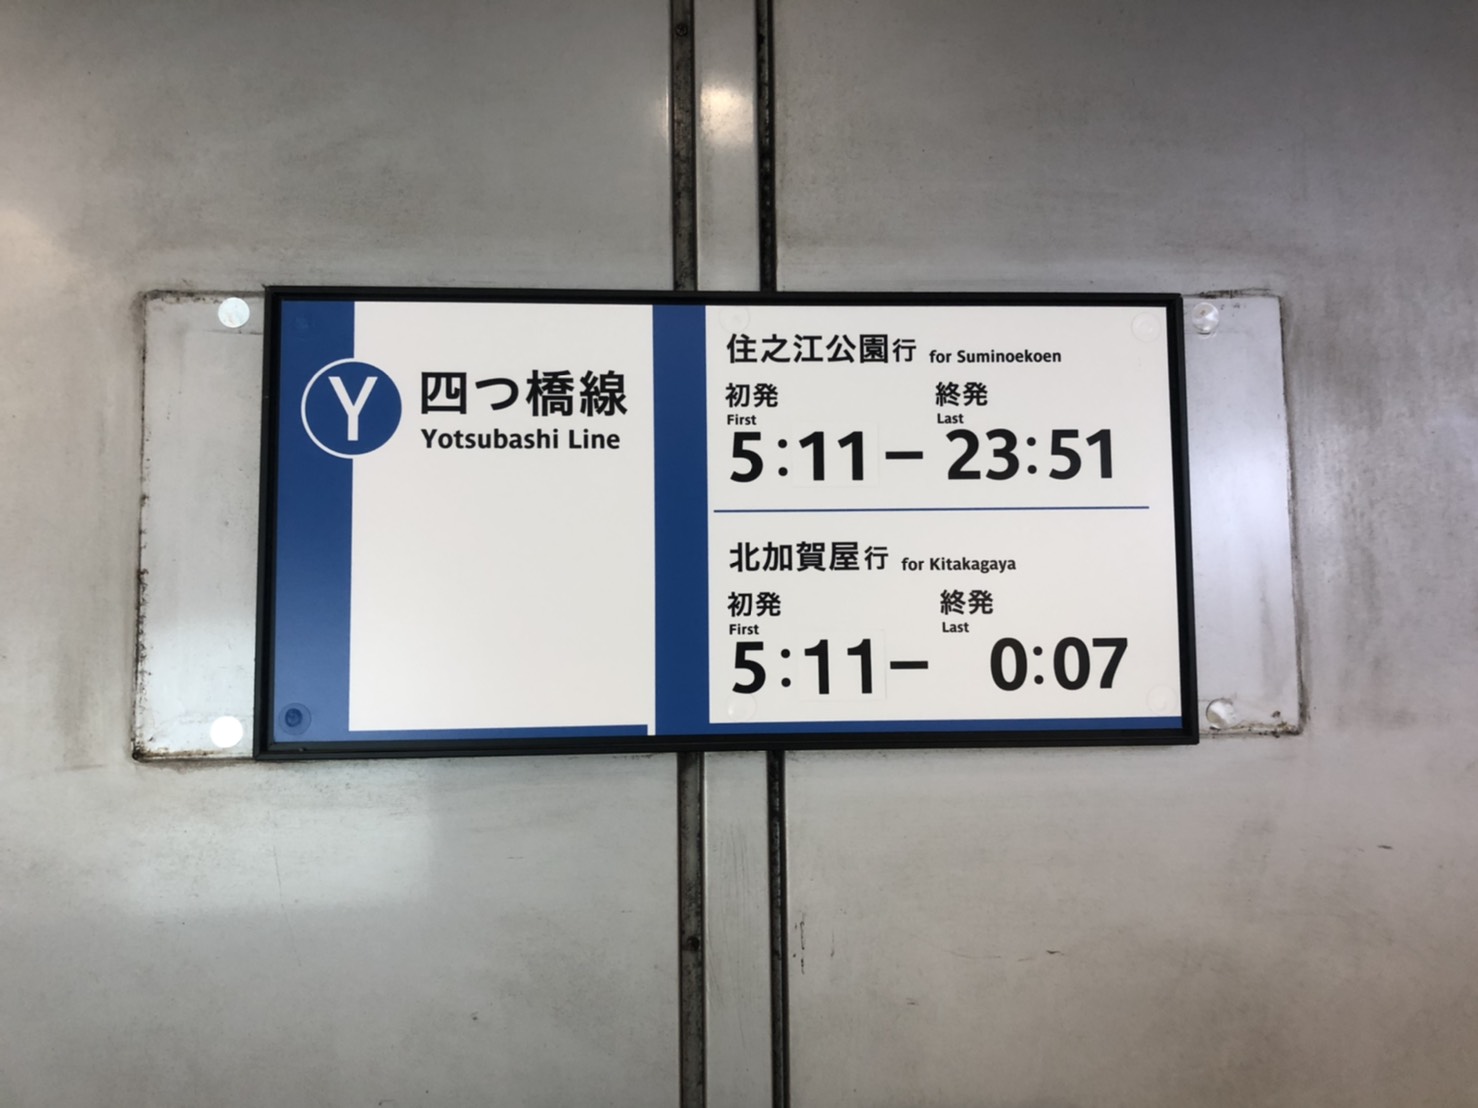 Y 四つ橋線
Yotsubashi Line
住之江公園行 for Suminoekoen
初発 終発
First Last
5:11 － 23:51
北加賀屋行 for Kitakagaya
初発 終発
First Last
5:11 － 0:07